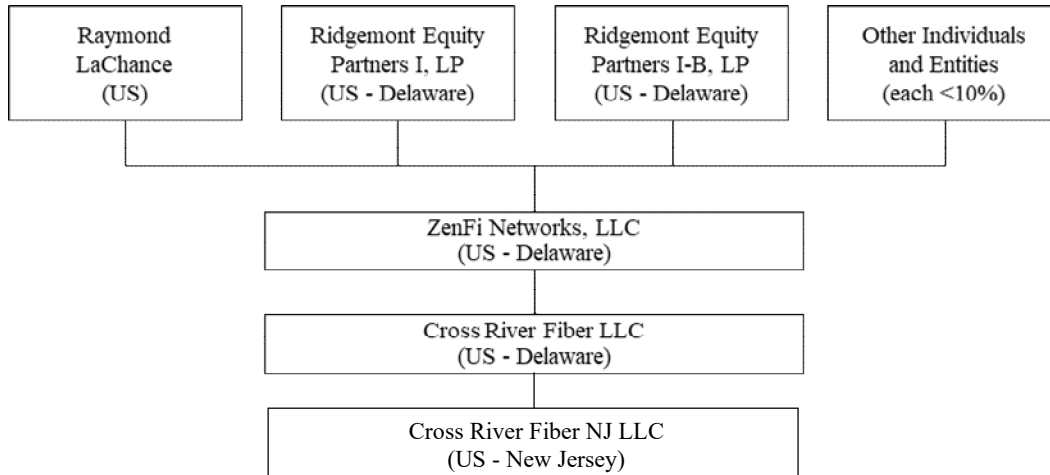 Raymond
LaChance
(US)
Ridgemont Equity
Partners I, LP
(US - Delaware)
Ridgemont Equity
Partners I-B, LP
(US - Delaware)
Other Individuals
and Entities
(each <10%)
ZenFi Networks, LLC
(US - Delaware)
Cross River Fiber LLC
(US - Delaware)
Cross River Fiber NJ LLC
(US - New Jersey)